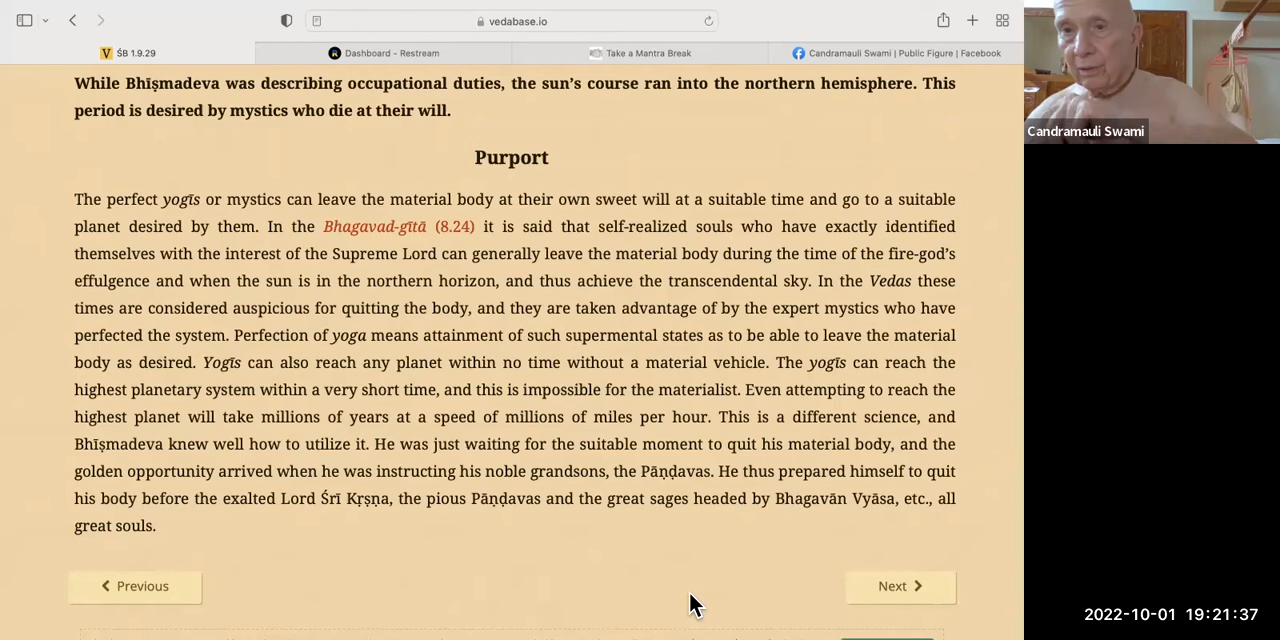 vedabase.io
ŚB 1.9.29
Dashboard - Restream
Take a Mantra Break
Candramauli Swami | Public Figure | Facebook
While Bhīṣmadeva was describing occupational duties, the sun’s course ran into the northern hemisphere. This
period is desired by mystics who die at their will.
Purport
The perfect yogīs or mystics can leave the material body at their own sweet will at a suitable time and go to a suitable
planet desired by them. In the Bhagavad-gītā (8.24) it is said that self-realized souls who have exactly identified
themselves with the interest of the Supreme Lord can generally leave the material body during the time of the fire-god’s
effulgence and when the sun is in the northern horizon, and thus achieve the transcendental sky. In the Vedas these
times are considered auspicious for quitting the body, and they are taken advantage of by the expert mystics who have
perfected the system. Perfection of yoga means attainment of such supermental states as to be able to leave the material
body as desired. Yogīs can also reach any planet within no time without a material vehicle. The yogīs can reach the
highest planetary system within a very short time, and this is impossible for the materialist. Even attempting to reach the
highest planet will take millions of years at a speed of millions of miles per hour. This is a different science, and
Bhīṣmadeva knew well how to utilize it. He was just waiting for the suitable moment to quit his material body, and the
golden opportunity arrived when he was instructing his noble grandsons, the Pāṇḍavas. He thus prepared himself to quit
his body before the exalted Lord Śrī Kṛṣṇa, the pious Pāṇḍavas and the great sages headed by Bhagavān Vyāsa, etc., all
great souls.
Previous
Next
Candramauli Swami
2022-10-01 19:21:37